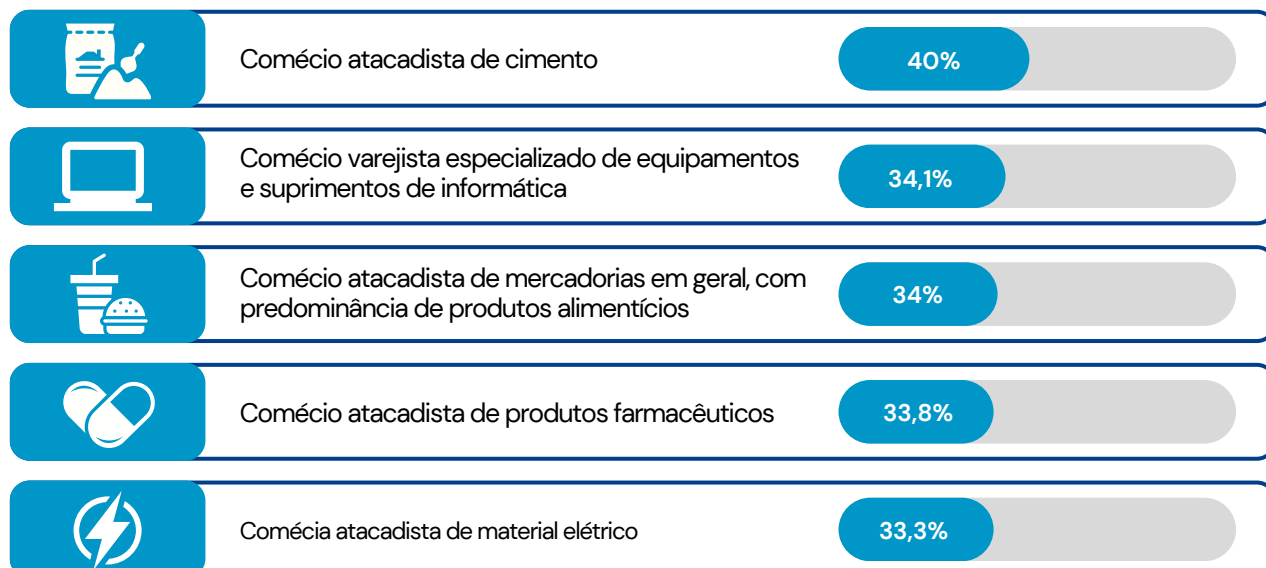 Comécio atacadista de cimento
40%
Comécio varejista especializado de equipamentos
e suprimentos de informática
34,1%
Comécio atacadista de mercadorias em geral, com
predominância de produtos alimentícios
34%
Comécio atacadista de produtos farmacêuticos
33,8%
Comécia atacadista de material elétrico
33,3%